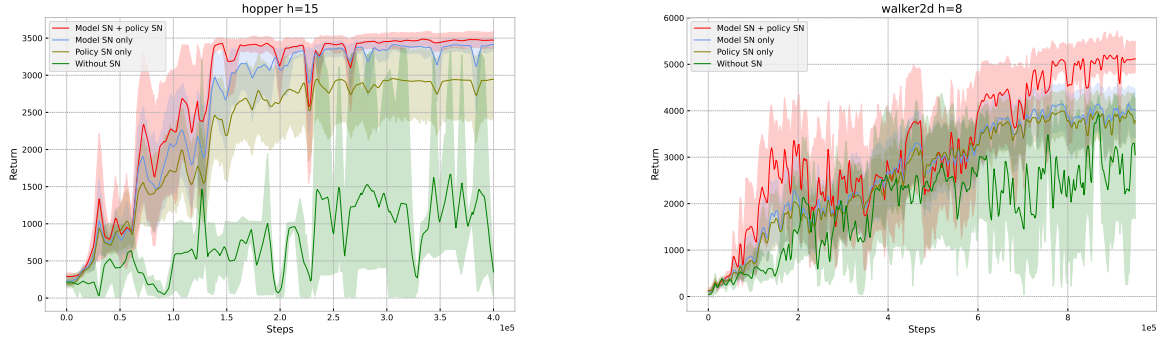 hopper h=15
Model SN + policy SN
Model SN only
Policy SN only
Without SN
Return
3500
3000
2500
2000
1500
1000
500
0
0.0 0.5 1.0 1.5 2.0 2.5 3.0 3.5 4.0
1e5
Steps
walker2d h=8
Model SN + policy SN
Model SN only
Policy SN only
Without SN
Return
6000
5000
4000
3000
2000
1000
0
0 2 4 6 8
1e5
Steps